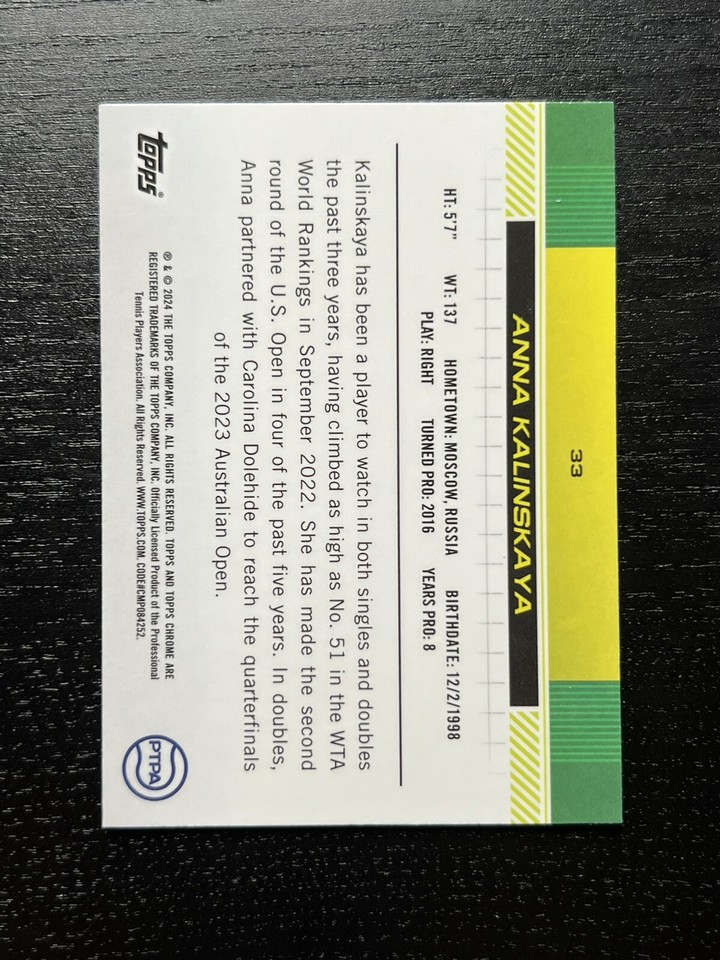 33
ANNA KALINSKAYA
HT: 5'7" WT: 137 HOMETOWN: MOSCOW, RUSSIA BIRTHDATE: 12/2/1998
PLAY: RIGHT TURNED PRO: 2016 YEARS PRO: 8
Kalinskaya has been a player to watch in both singles and doubles
the past three years, having climbed as high as No. 51 in the WTA
World Rankings in September 2022. She has made the second
round of the U.S. Open in four of the past five years. In doubles,
Anna partnered with Carolina Dolehide to reach the quarterfinals
of the 2023 Australian Open.
topps®
® & © 2024 THE TOPPS COMPANY, INC. ALL RIGHTS RESERVED. TOPPS AND TOPPS CHROME ARE
REGISTERED TRADEMARKS OF THE TOPPS COMPANY, INC. Officially Licensed Product of the Professional
Tennis Players Association. All Rights Reserved. WWW.TOPPS.COM. CODE#CMP084252.
PTPA